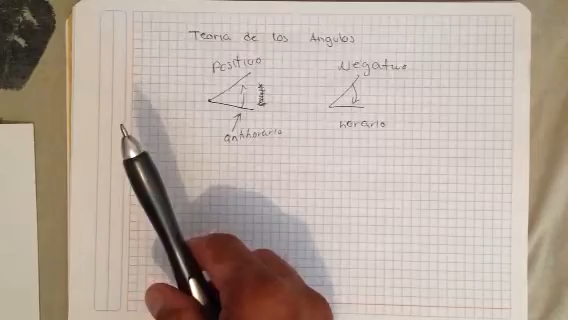 Teoria de los Angulos
Positivo
Negativo
antihorario
horario